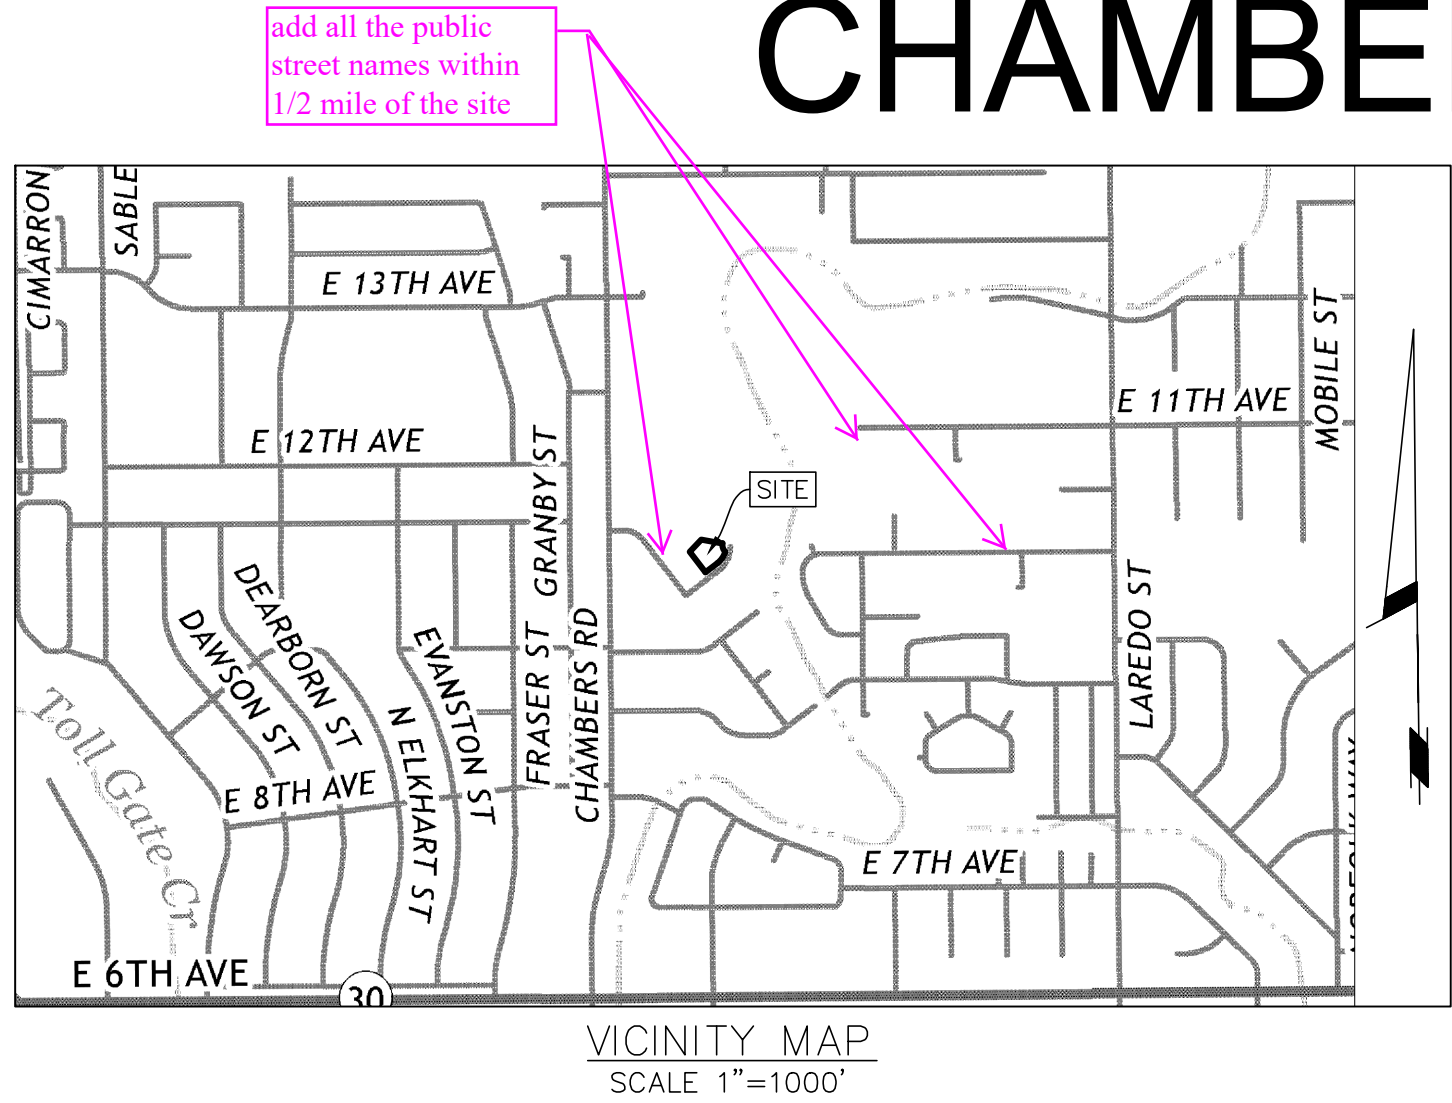 add all the public
street names within
1/2 mile of the site
CHAMBE
CIMARRON
SABLE
E 13TH AVE
MOBILE ST
E 11TH AVE
E 12TH AVE
GRANBY ST
SITE
DEARBORN ST
DAWSON ST
EVANSTON ST
FRASER ST
CHAMBERS RD
LAREDO ST
N ELKHART ST
Toll Gate Cr
E 8TH AVE
E 7TH AVE
E 6TH AVE
30
VICINITY MAP
SCALE 1"=1000'